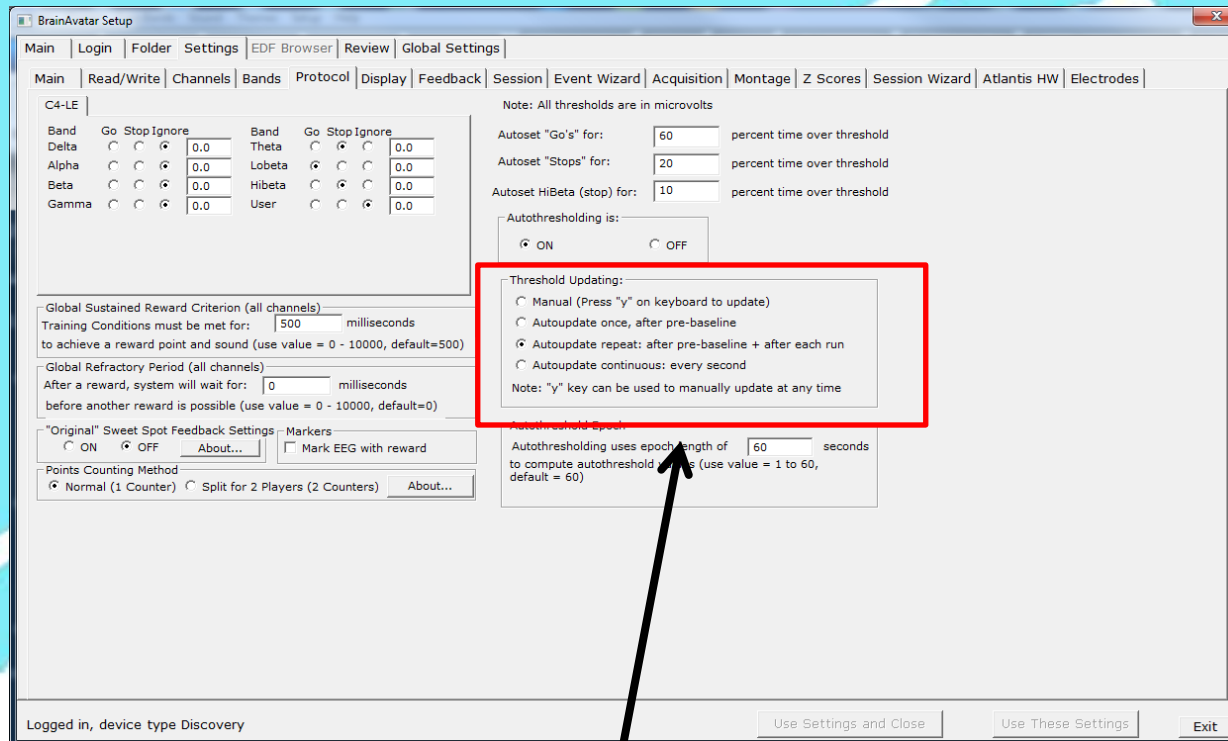 BrainAvatar Setup
Main Login Folder Settings EDF Browser Review Global Settings
Main Read/Write Channels Bands Protocol Display Feedback Session Event Wizard Acquisition Montage Z Scores Session Wizard Atlantis HW Electrodes
C4-LE
Band Go Stop Ignore Band Go Stop Ignore
Delta 0.0 Theta 0.0
Alpha 0.0 Lobeta 0.0
Beta 0.0 Hibeta 0.0
Gamma 0.0 User 0.0
Global Sustained Reward Criterion (all channels)
Training Conditions must be met for: 500 milliseconds
to achieve a reward point and sound (use value = 0 - 10000, default=500)
Global Refractory Period (all channels)
After a reward, system will wait for: 0 milliseconds
before another reward is possible (use value = 0 - 10000, default=0)
"Original" Sweet Spot Feedback Settings
ON OFF About...
Markers
Mark EEG with reward
Points Counting Method
Normal (1 Counter) Split for 2 Players (2 Counters) About...
Note: All thresholds are in microvolts
Autoset "Go's" for: 60 percent time over threshold
Autoset "Stops" for: 20 percent time over threshold
Autoset HiBeta (stop) for: 10 percent time over threshold
Autothresholding is:
ON OFF
Threshold Updating:
Manual (Press "y" on keyboard to update)
Autoupdate once, after pre-baseline
Autoupdate repeat: after pre-baseline + after each run
Autoupdate continuous: every second
Note: "y" key can be used to manually update at any time
Autothreshold Epoch
Autothresholding uses epoch length of 60 seconds
to compute autothreshold values (use value = 1 to 60,
default = 60)
Logged in, device type Discovery
Use Settings and Close Use These Settings Exit